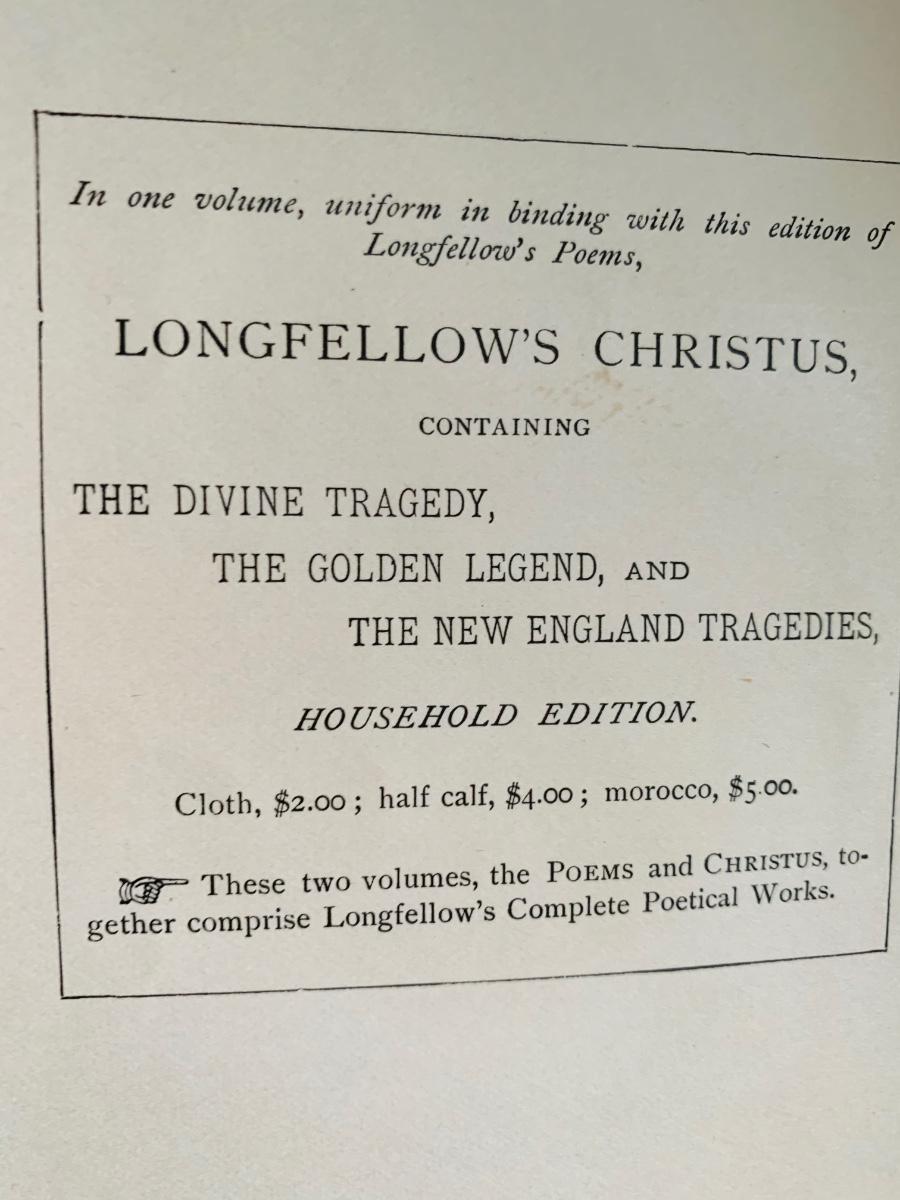 In one volume, uniform in binding with this edition of
Longfellow's Poems,
LONGFELLOW'S CHRISTUS,
CONTAINING
THE DIVINE TRAGEDY,
THE GOLDEN LEGEND, AND
THE NEW ENGLAND TRAGEDIES,
HOUSEHOLD EDITION.
Cloth, $2.00; half calf, $4.00; morocco, $5.00.
☞ These two volumes, the POEMS and CHRISTUS, to-
gether comprise Longfellow's Complete Poetical Works.